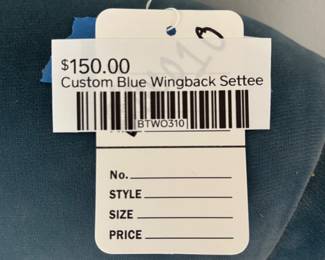 $150.00
Custom Blue Wingback Settee
BTWO310
No.
STYLE
SIZE
PRICE